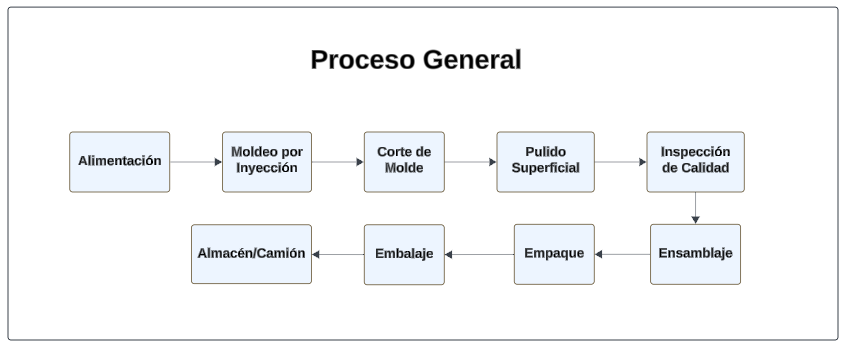 Proceso General
Alimentación
Moldeo por
Inyección
Corte de
Molde
Pulido
Superficial
Inspección
de Calidad
Ensamblaje
Empaque
Embalaje
Almacén/Camión